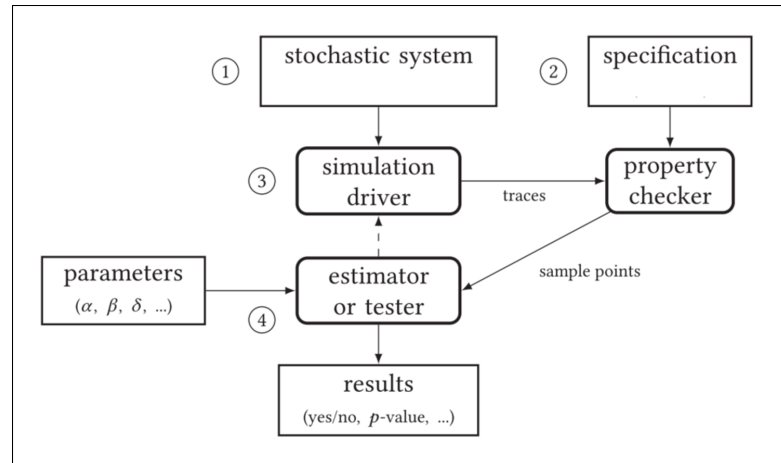 ① stochastic system
② specification
③ simulation
driver
traces
property
checker
parameters
(α, β, δ, ...)
④ estimator
or tester
sample points
results
(yes/no, p-value, ...)